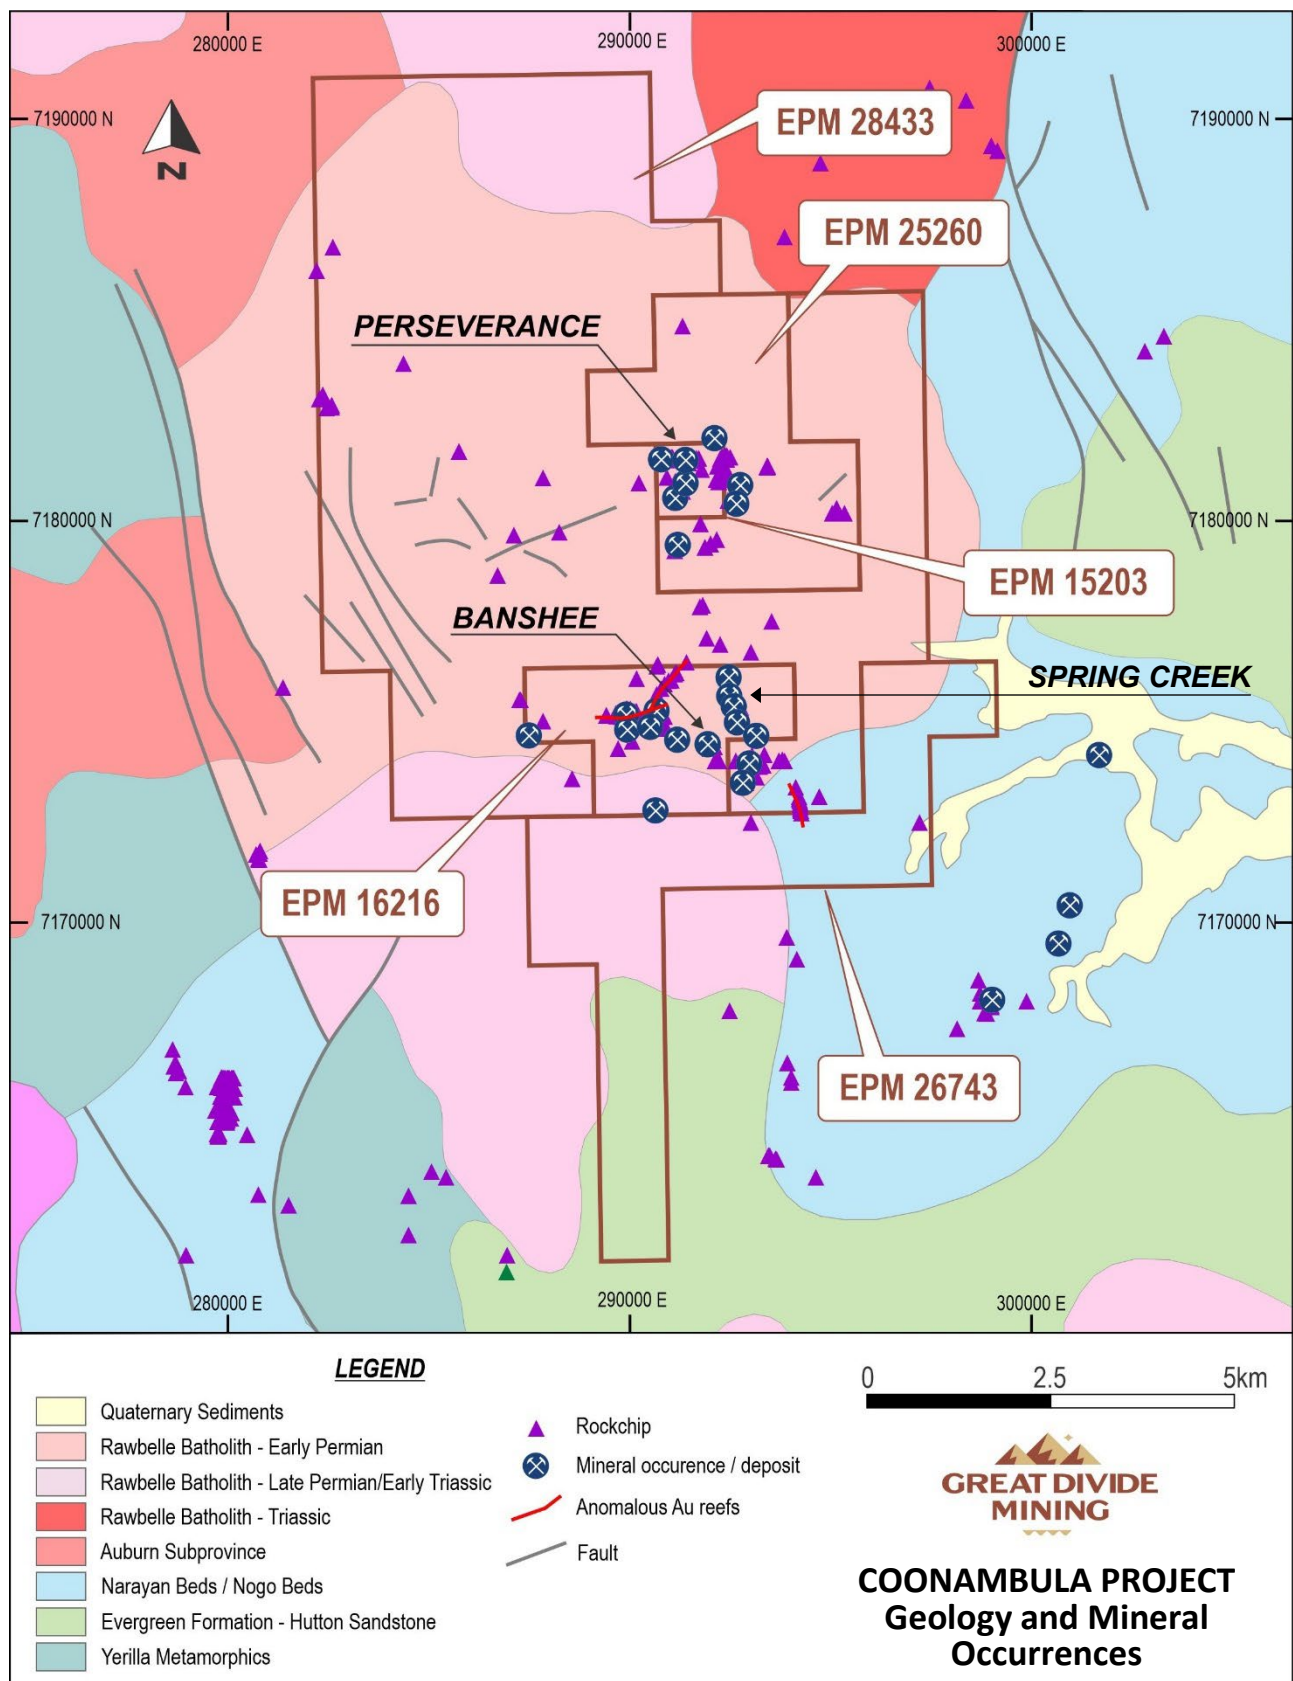 280000 E
290000 E
300000 E
7190000 N
7190000 N
EPM 28433
N
EPM 25260
PERSEVERANCE
7180000 N
7180000 N
EPM 15203
BANSHEE
SPRING CREEK
EPM 16216
7170000 N
7170000 N
EPM 26743
280000 E
290000 E
300000 E
LEGEND
Quaternary Sediments
Rawbelle Batholith - Early Permian
Rawbelle Batholith - Late Permian/Early Triassic
Rawbelle Batholith - Triassic
Auburn Subprovince
Narayan Beds / Nogo Beds
Evergreen Formation - Hutton Sandstone
Yerilla Metamorphics
Rockchip
Mineral occurence / deposit
Anomalous Au reefs
Fault
0 2.5 5km
GREAT DIVIDE
MINING
COONAMBULA PROJECT
Geology and Mineral
Occurrences